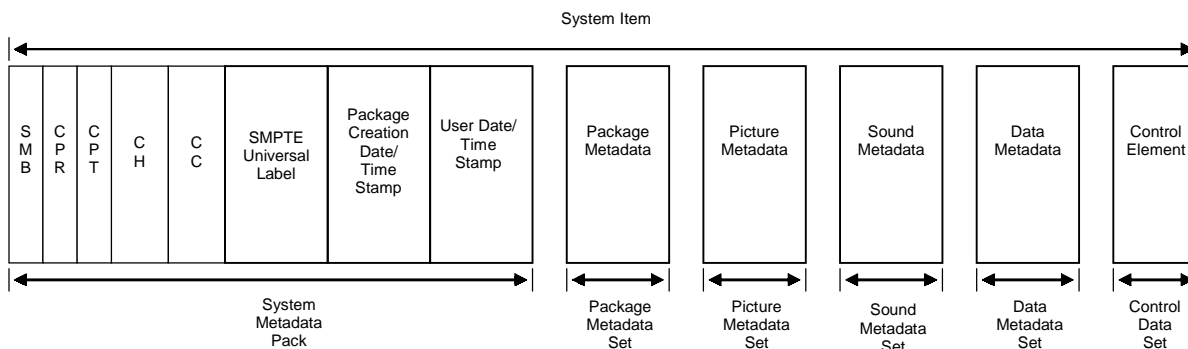 System Item
S
M
B
C
P
R
C
P
T
C
H
C
C
SMPTE
Universal
Label
Package
Creation
Date/
Time
Stamp
User Date/
Time
Stamp
Package
Metadata
Picture
Metadata
Sound
Metadata
Data
Metadata
Control
Element
System
Metadata
Pack
Package
Metadata
Set
Picture
Metadata
Set
Sound
Metadata
Set
Data
Metadata
Set
Control
Data
Set